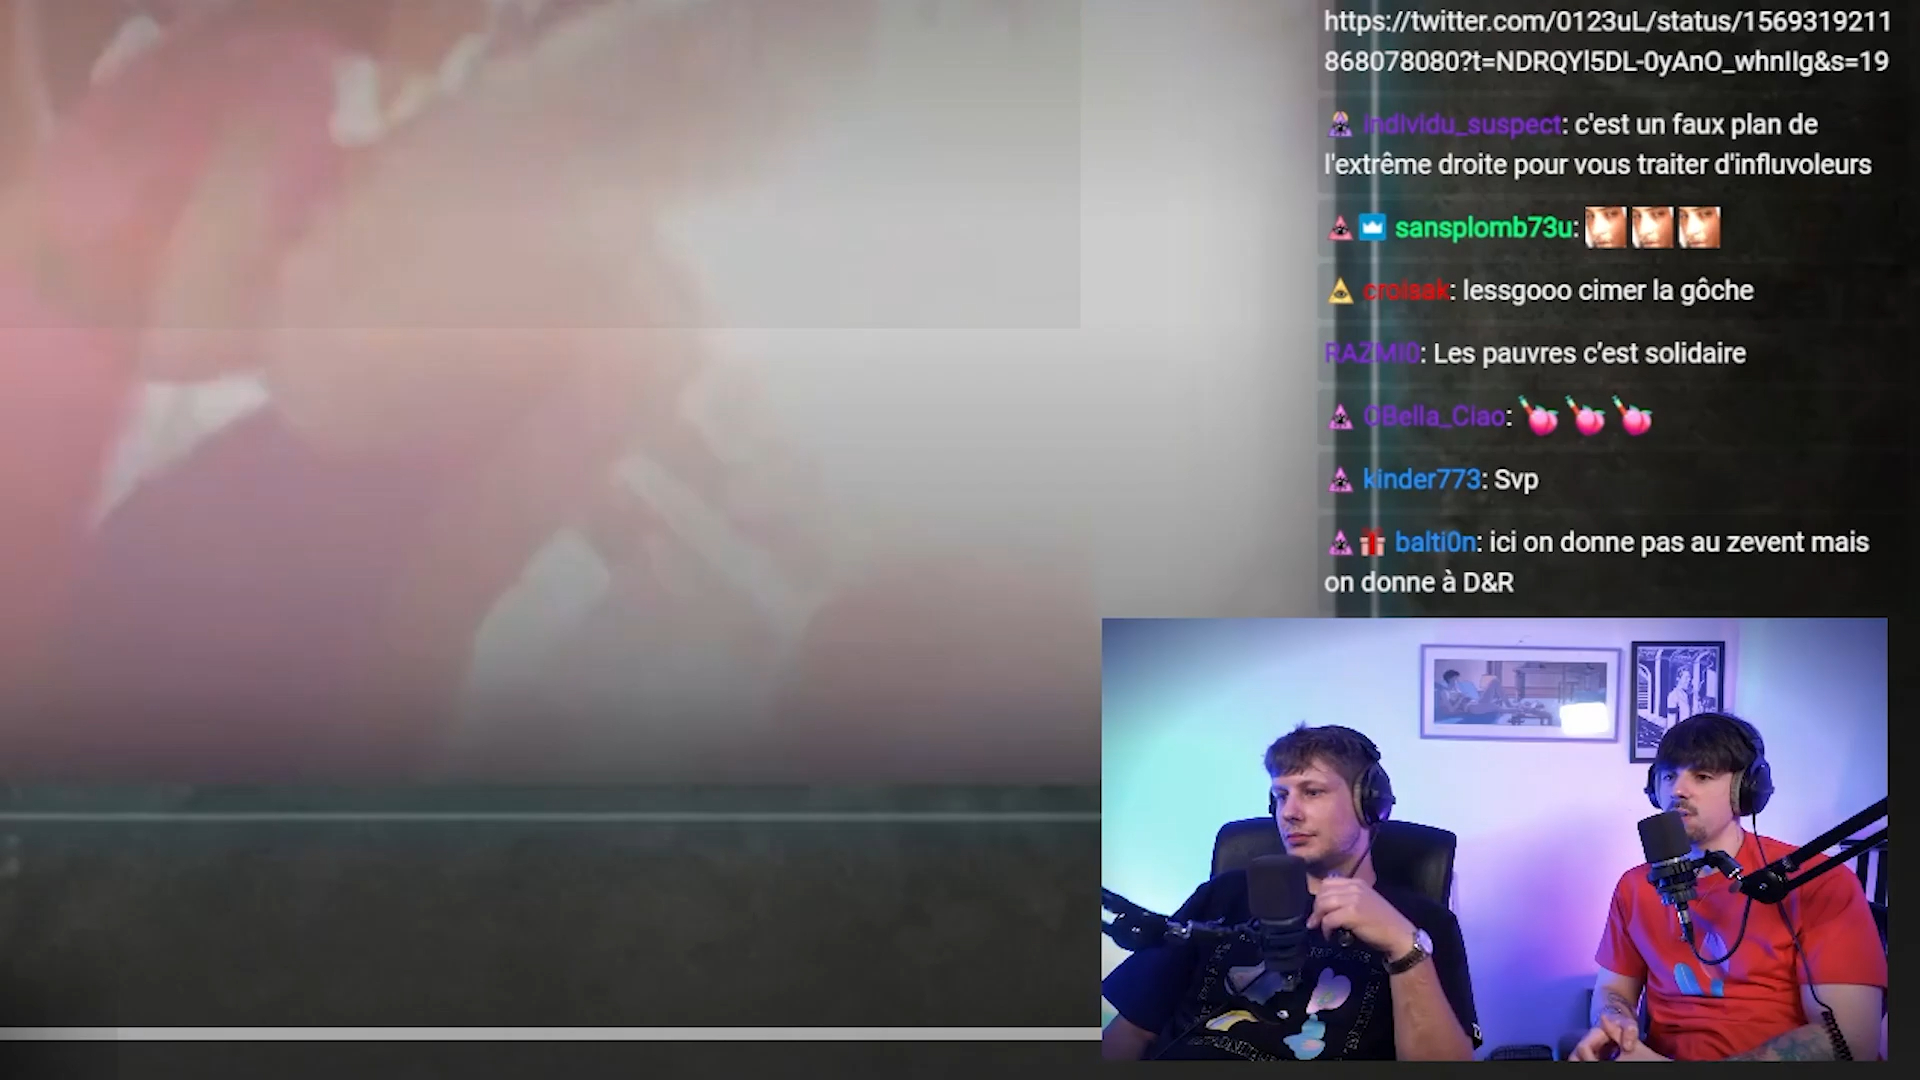 https://twitter.com/0123uL/status/1569319211
868078080?t=NDRQYl5DL-0yAnO_whnIIg&s=19
individu_suspect: c'est un faux plan de
l'extrême droite pour vous traiter d'influvoleurs
sansplomb73u:
croisak: lessgooo cimer la gôche
RAZMI0: Les pauvres c’est solidaire
OBella_Ciao:
kinder773: Svp
balti0n: ici on donne pas au zevent mais
on donne à D&R